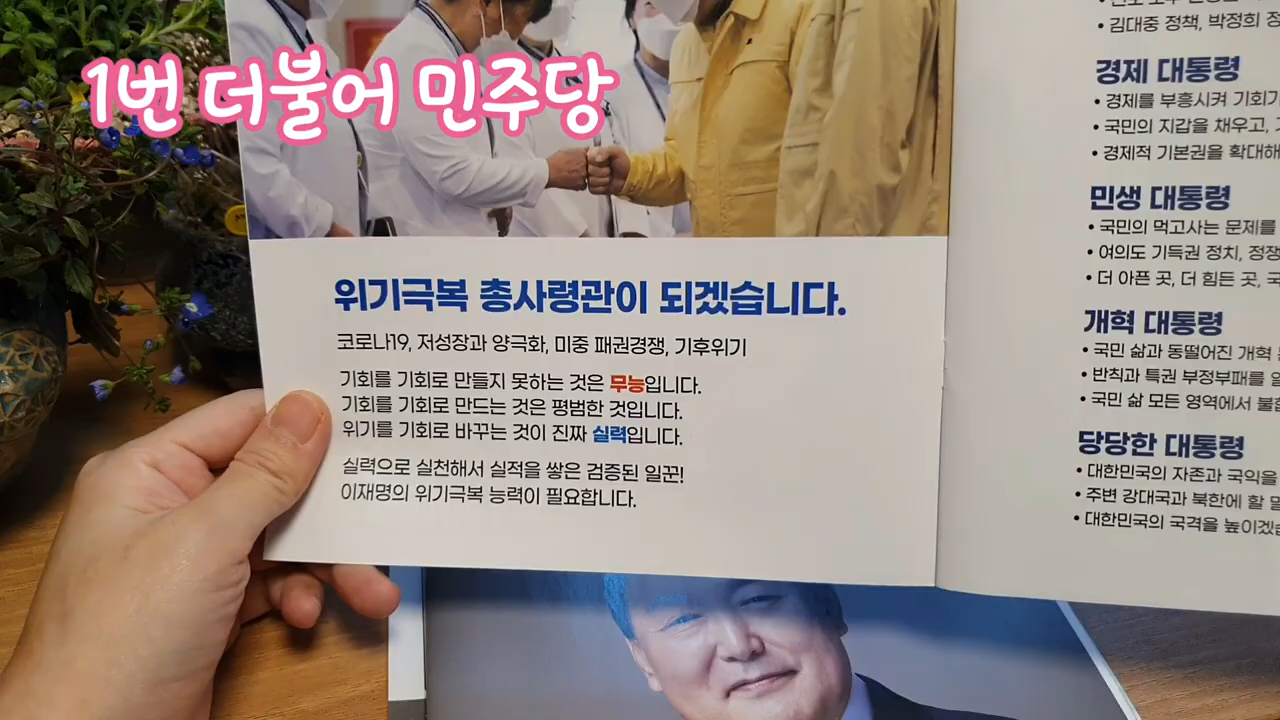 1번 더불어 민주당
위기극복 총사령관이 되겠습니다.
코로나19, 저성장과 양극화, 미중 패권경쟁, 기후위기
기회를 기회로 만들지 못하는 것은 무능입니다.
기회를 기회로 만드는 것은 평범한 것입니다.
위기를 기회로 바꾸는 것이 진짜 실력입니다.
실력으로 실천해서 실적을 쌓은 검증된 일꾼!
이재명의 위기극복 능력이 필요합니다.
• 김대중 정책, 박정희
경제 대통령
• 경제를 부흥시켜 기회가
• 국민의 지갑을 채우고,
• 경제적 기본권을 확대해
민생 대통령
• 국민의 먹고사는 문제를
• 여의도 기득권 정치, 정쟁
• 더 아픈 곳, 더 힘든 곳,
개혁 대통령
• 국민 삶과 동떨어진 개혁
• 반칙과 특권 부정부패를
• 국민 삶 모든 영역에서
당당한 대통령
• 대한민국의 자존과 국익을
• 주변 강대국과 북한에 할
• 대한민국의 국격을 높이겠